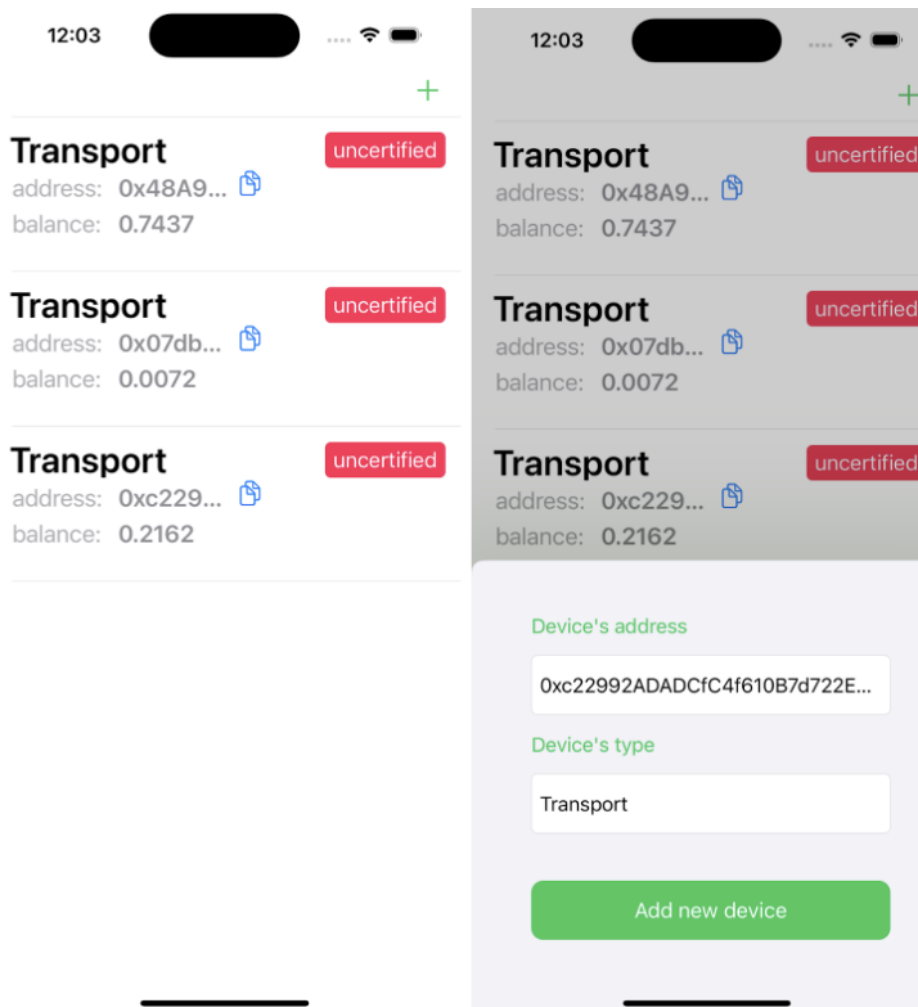 12:03
+
Transport
uncertified
address: 0x48A9...
balance: 0.7437
Transport
uncertified
address: 0x07db...
balance: 0.0072
Transport
uncertified
address: 0xc229...
balance: 0.2162
12:03
+
Transport
uncertified
address: 0x48A9...
balance: 0.7437
Transport
uncertified
address: 0x07db...
balance: 0.0072
Transport
uncertified
address: 0xc229...
balance: 0.2162
Device's address
0xc22992ADADCfC4f610B7d722E...
Device's type
Transport
Add new device